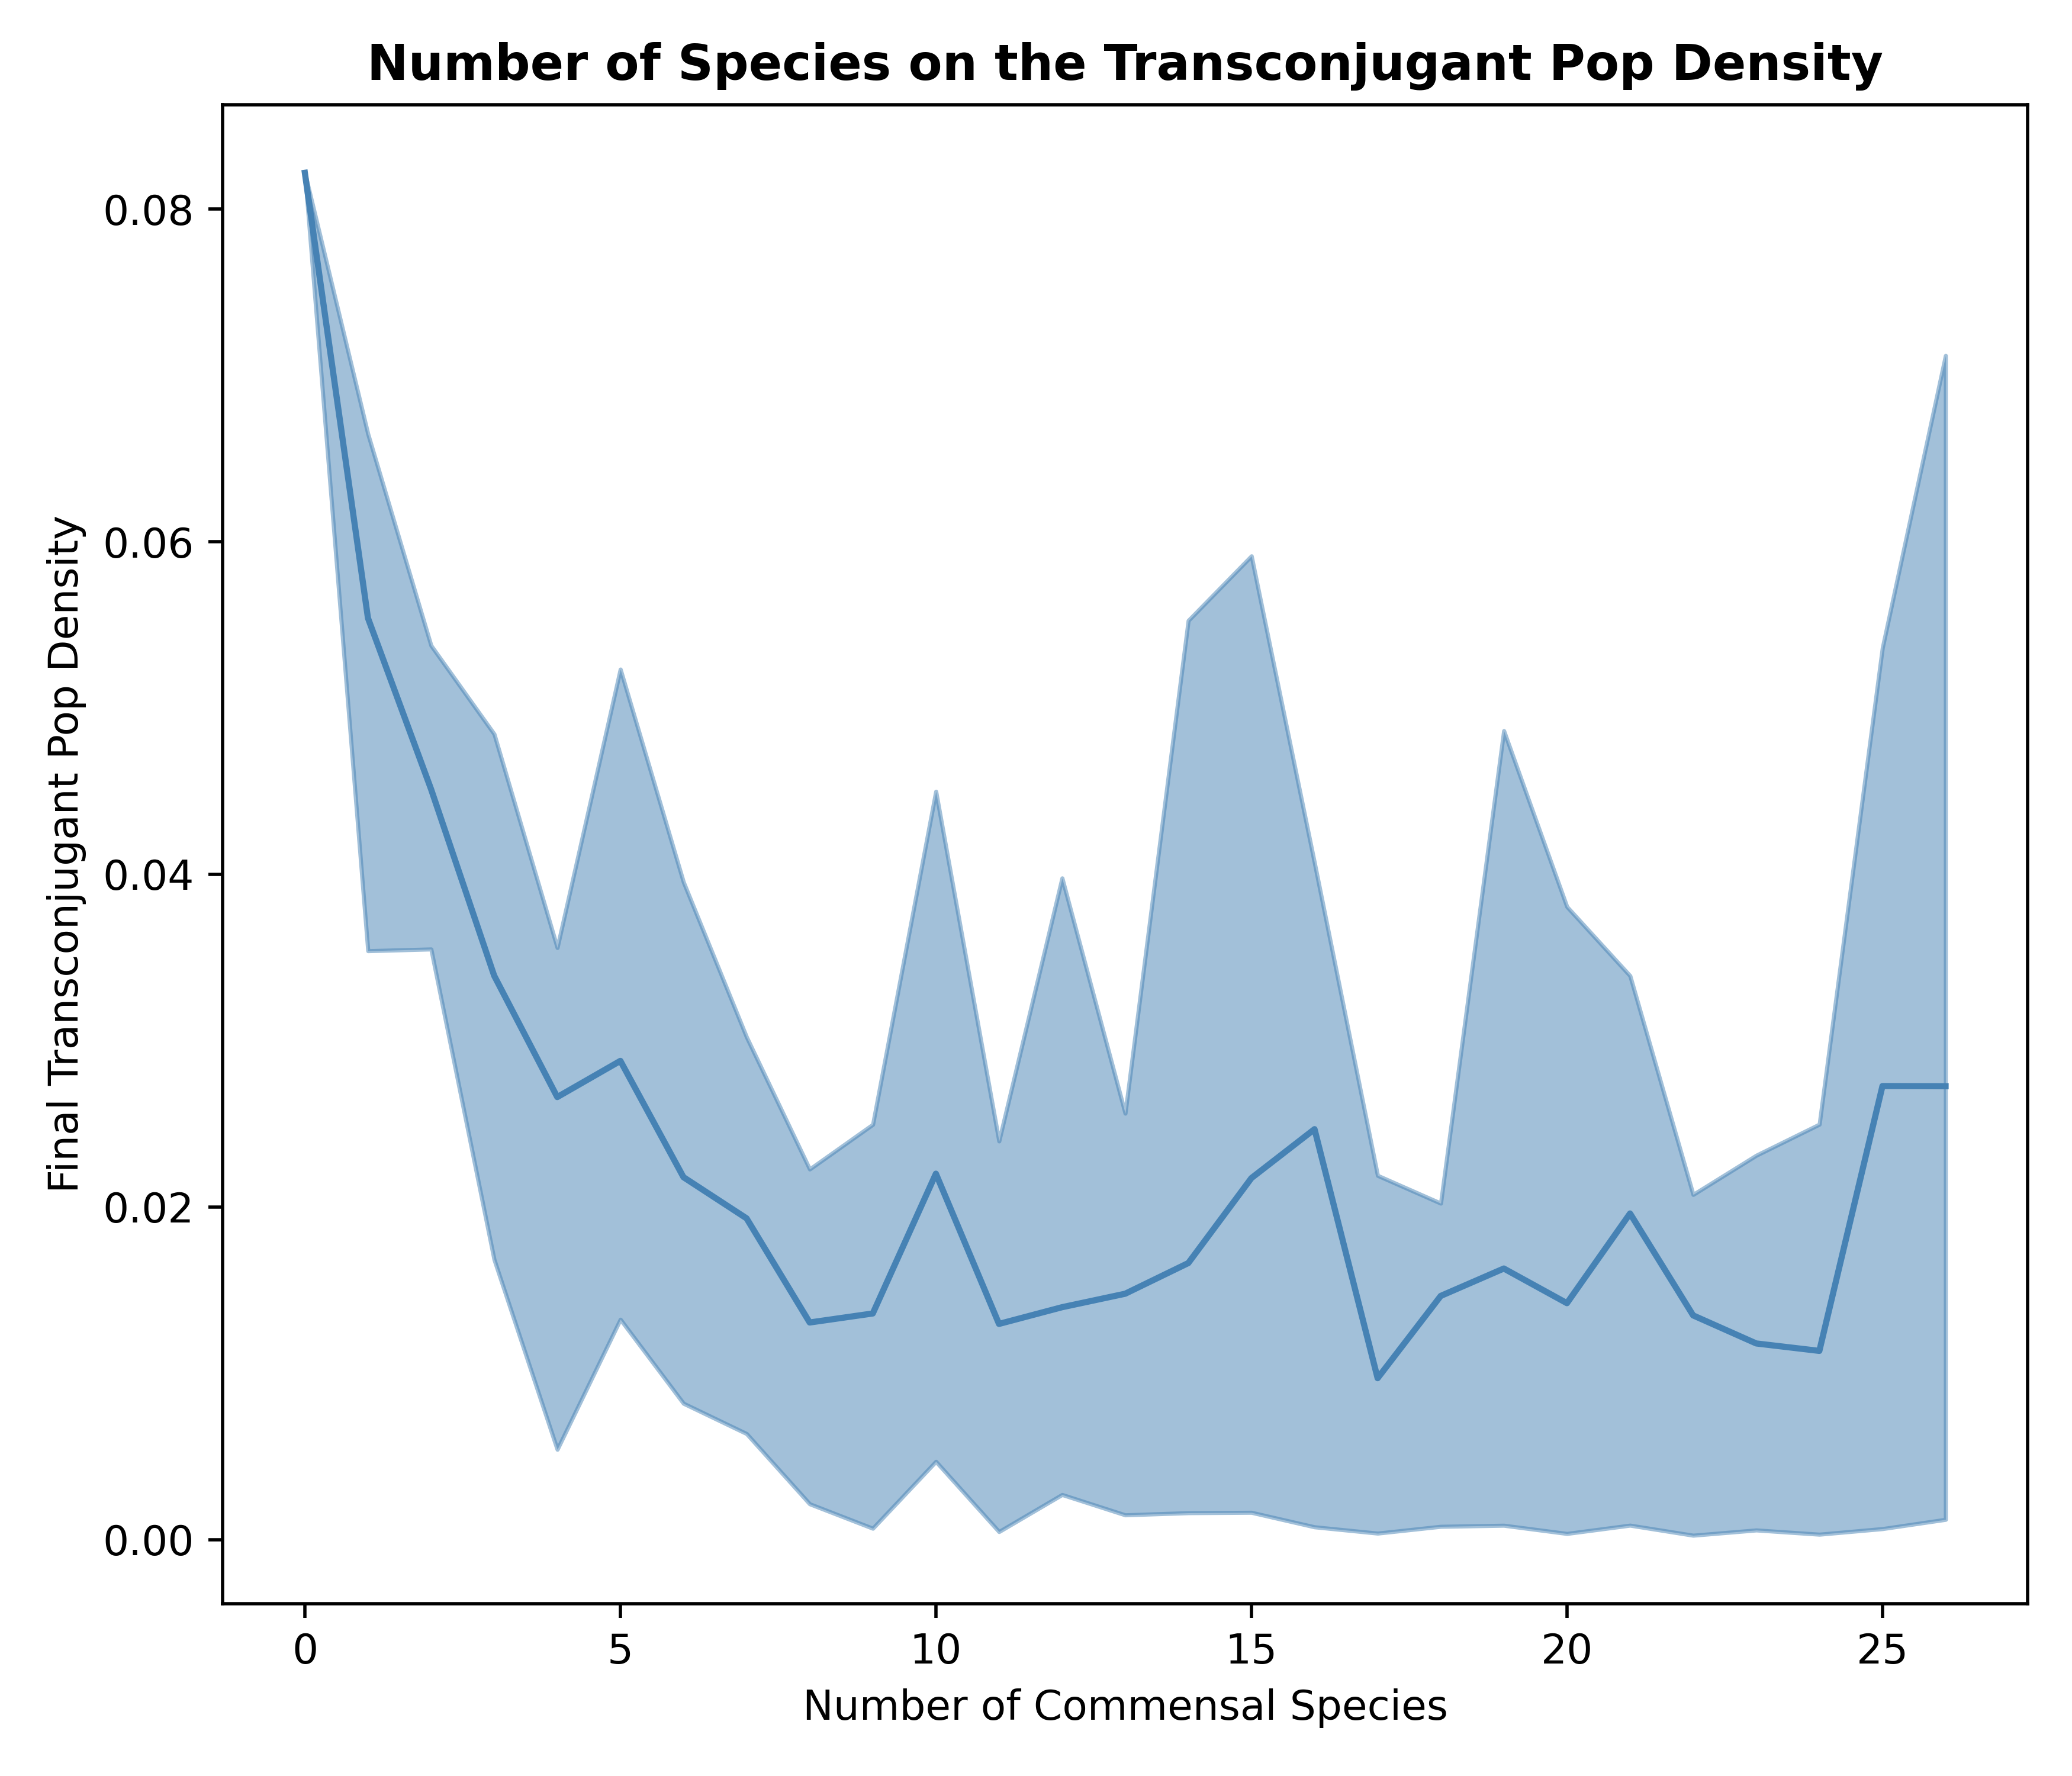 Number of Species on the Transconjugant Pop Density
Final Transconjugant Pop Density
0.08
0.06
0.04
0.02
0.00
0 5 10 15 20 25
Number of Commensal Species